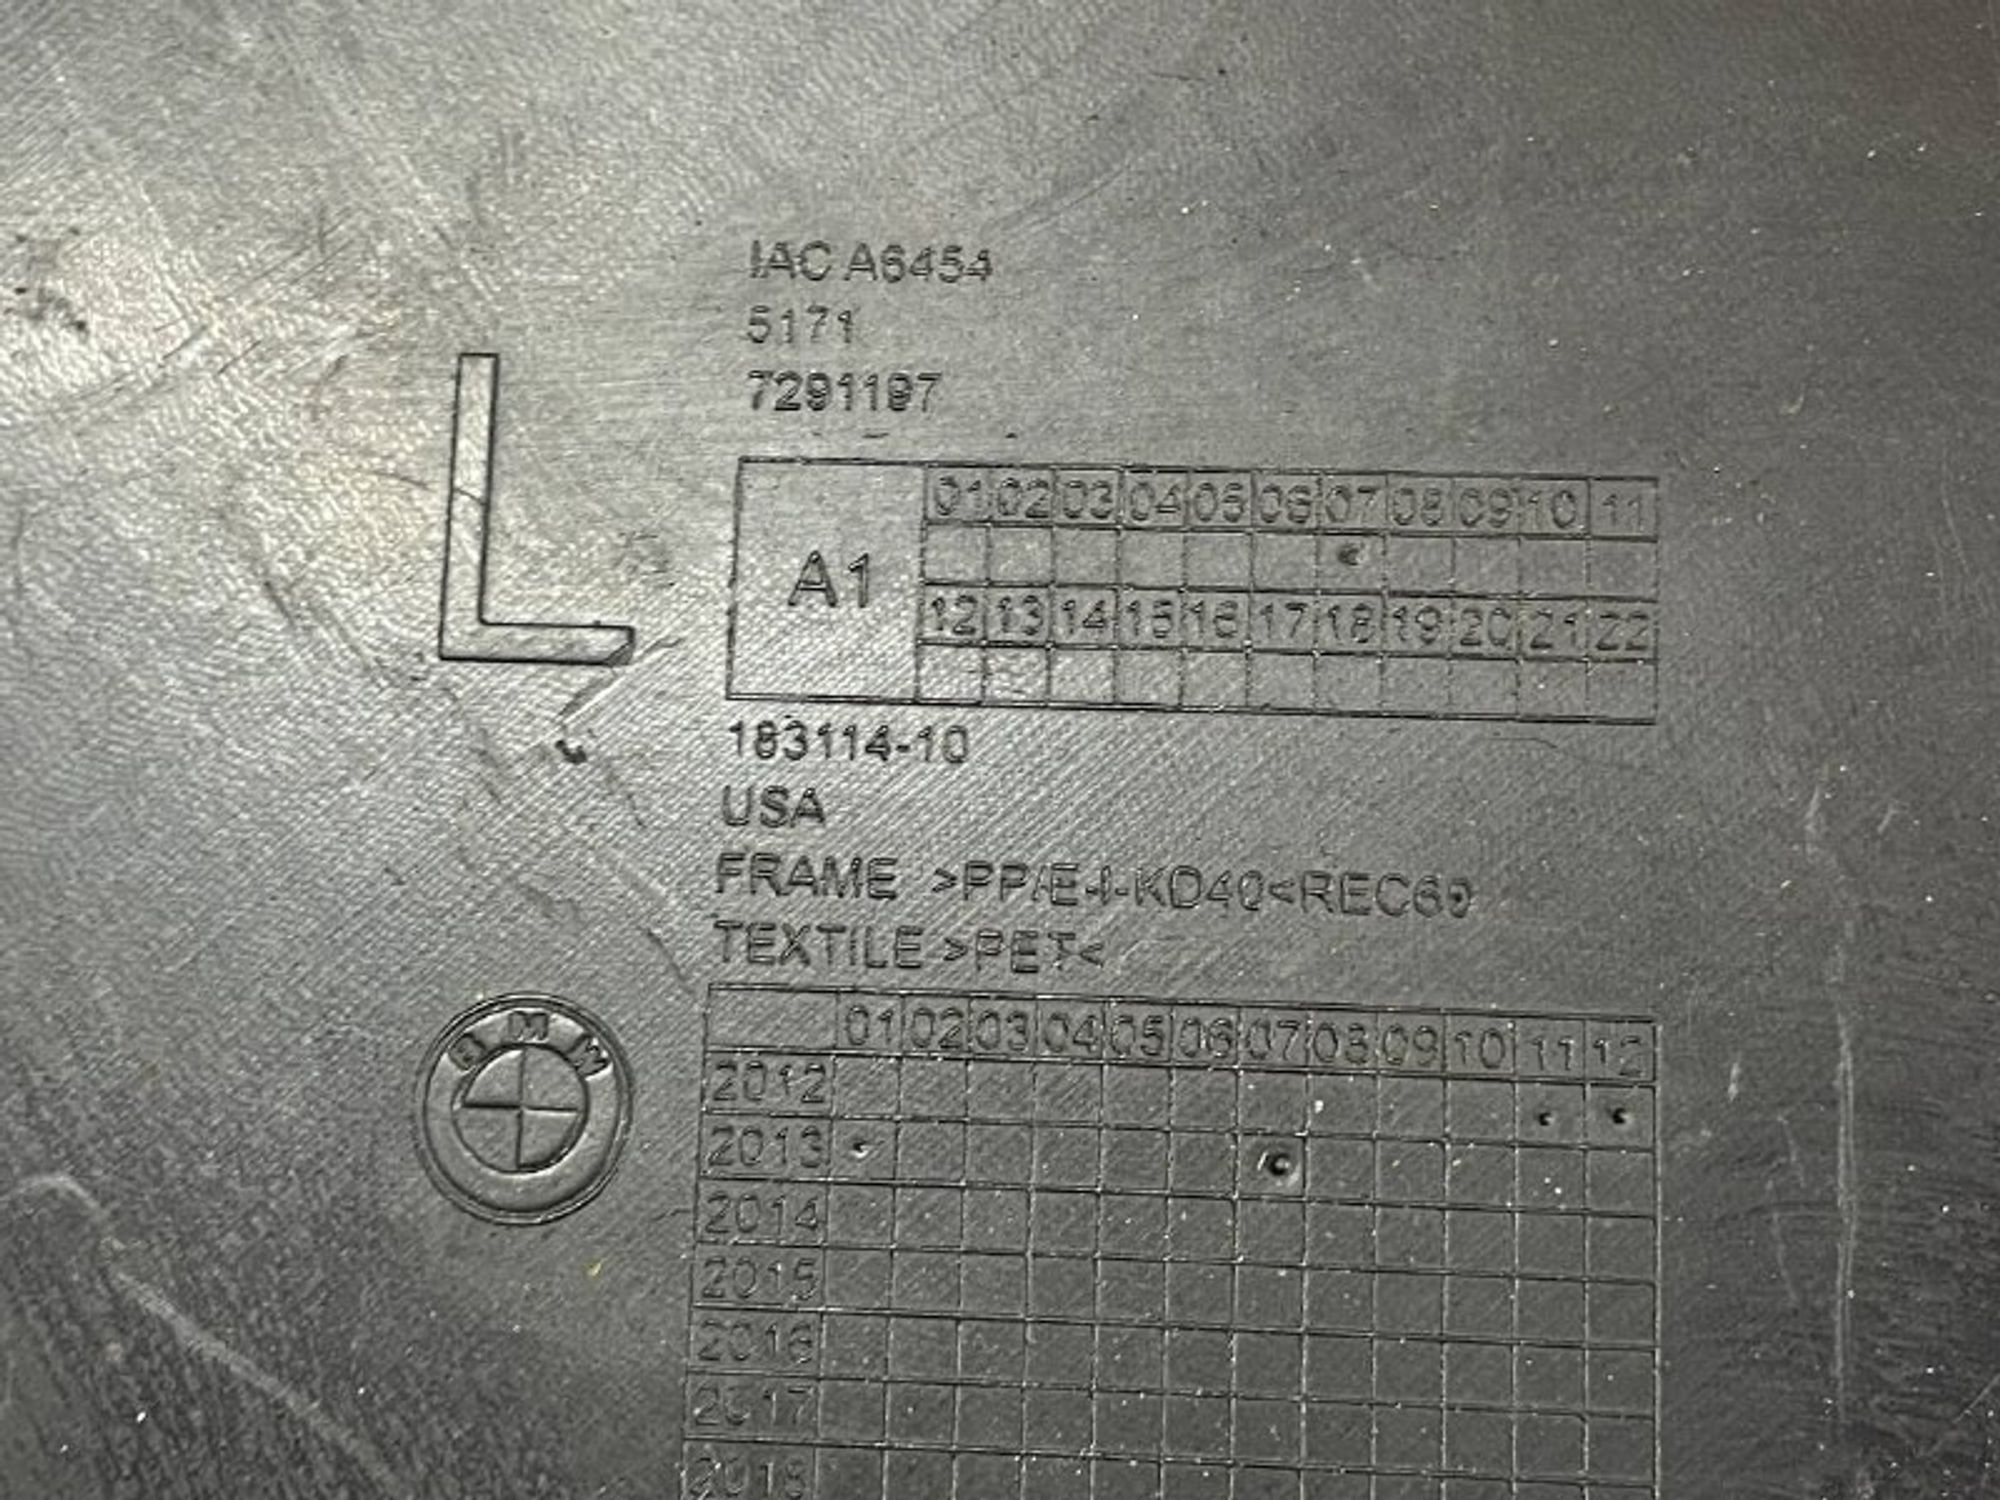 IAC A6454
5171
7291197
L
A1
01 02 03 04 05 06 07 08 09 10 11
12 13 14 15 16 17 18 19 20 21 22
183114-10
USA
FRAME >PP/E-I-KD40<REC60
TEXTILE >PET<
BMW
01 02 03 04 05 06 07 08 09 10 11 12
2012
2013
2014
2015
2016
2017
2018